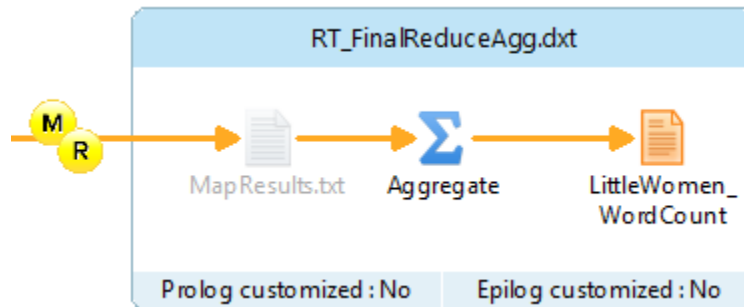 RT_FinalReduceAgg.dxt
M
R
MapResults.txt
Aggregate
LittleWomen_
WordCount
Prolog customized : No
Epilog customized : No